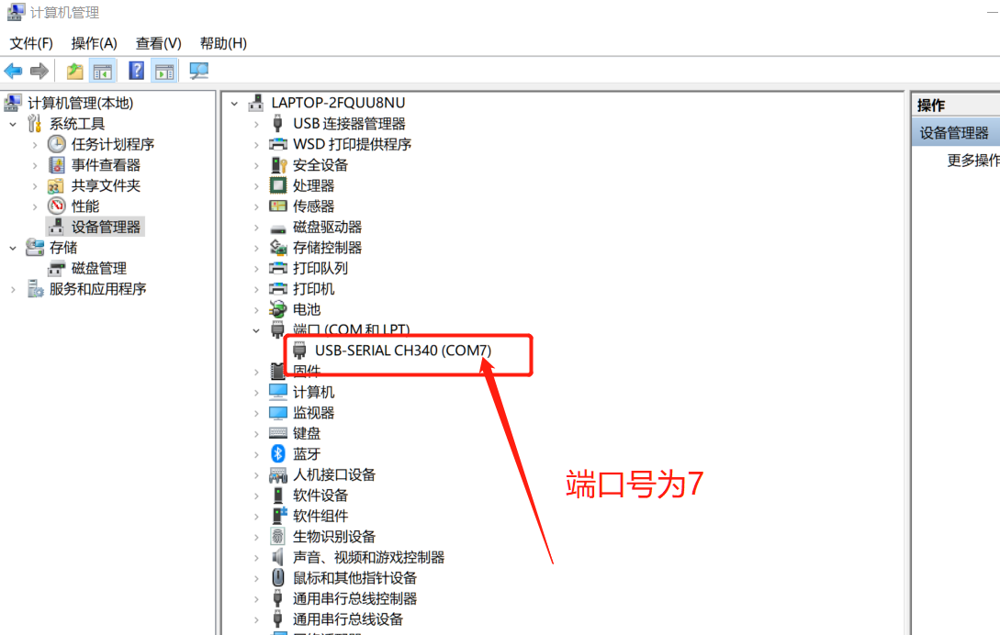 计算机管理
文件(F) 操作(A) 查看(V) 帮助(H)
计算机管理(本地)
系统工具
任务计划程序
事件查看器
共享文件夹
性能
设备管理器
存储
磁盘管理
服务和应用程序
LAPTOP-2FQUU8NU
USB 连接器管理器
WSD 打印提供程序
安全设备
处理器
传感器
磁盘驱动器
存储控制器
打印队列
打印机
电池
端口 (COM 和 LPT)
USB-SERIAL CH340 (COM7)
固件
计算机
监视器
键盘
蓝牙
人机接口设备
软件设备
软件组件
生物识别设备
声音、视频和游戏控制器
鼠标和其他指针设备
通用串行总线控制器
通用串行总线设备
网络适配器
端口号为7
操作
设备管理器
更多操作